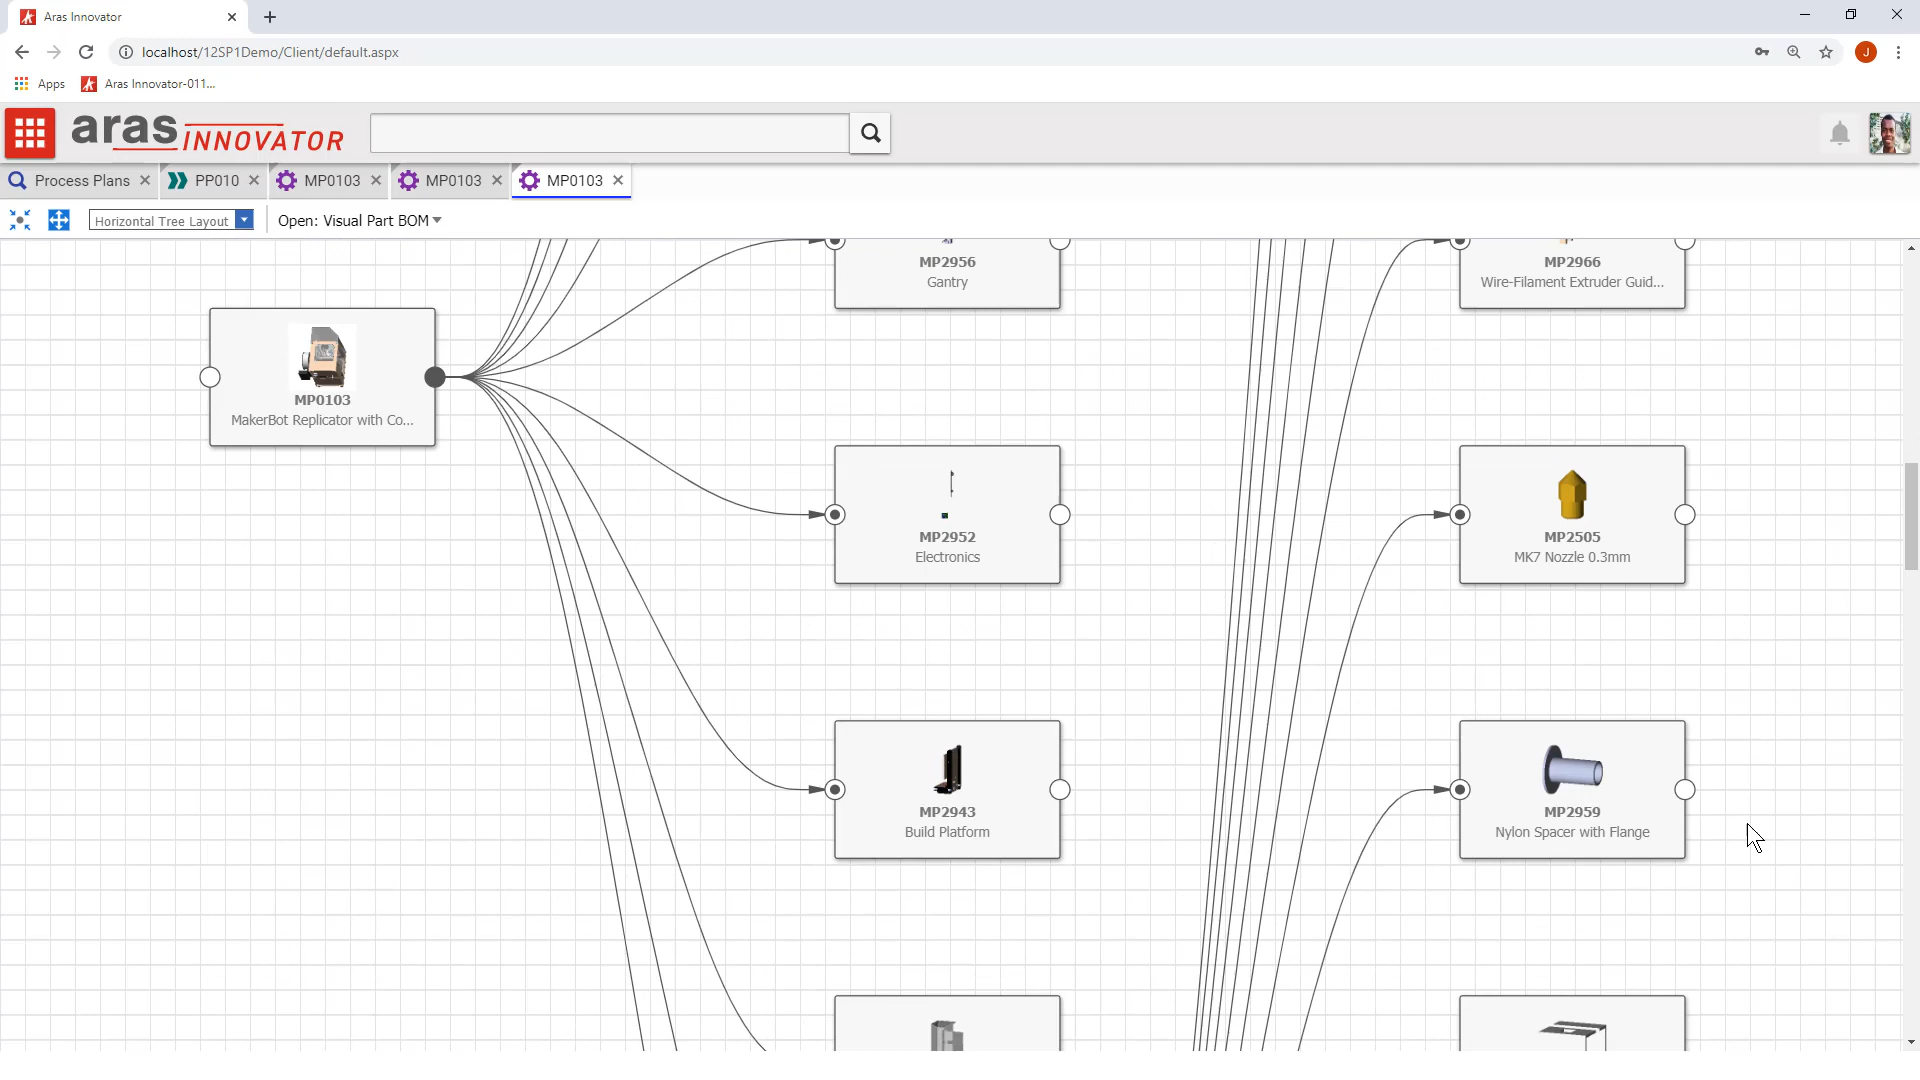 Aras Innovator
localhost/12SP1Demo/Client/default.aspx
J
Apps
Aras Innovator-011...
aras INNOVATOR
Process Plans
PP010
MP0103
MP0103
MP0103
Horizontal Tree Layout
Open: Visual Part BOM
MP2956
Gantry
MP2966
Wire-Filament Extruder Guid...
MP0103
MakerBot Replicator with Co...
MP2952
Electronics
MP2505
MK7 Nozzle 0.3mm
MP2943
Build Platform
MP2959
Nylon Spacer with Flange